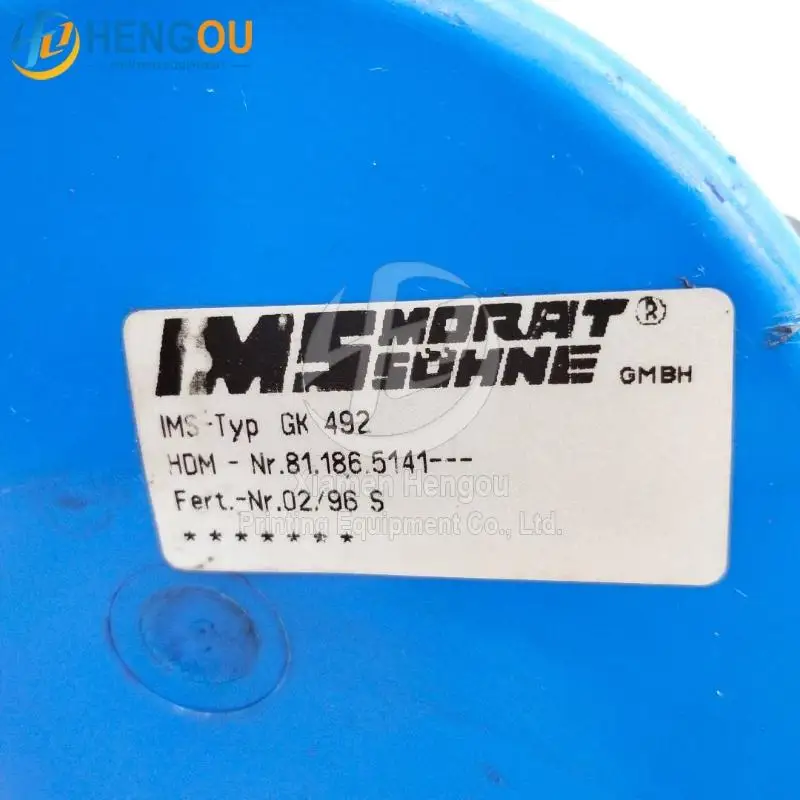 HENGOU
IMS MORAT SÖHNE ® GMBH
IMS-Typ GK 492
HDM - Nr.81.186.5141---
Fert.-Nr.02/96 S
*******
Xiamen Hengou
Printing Equipment Co., Ltd.